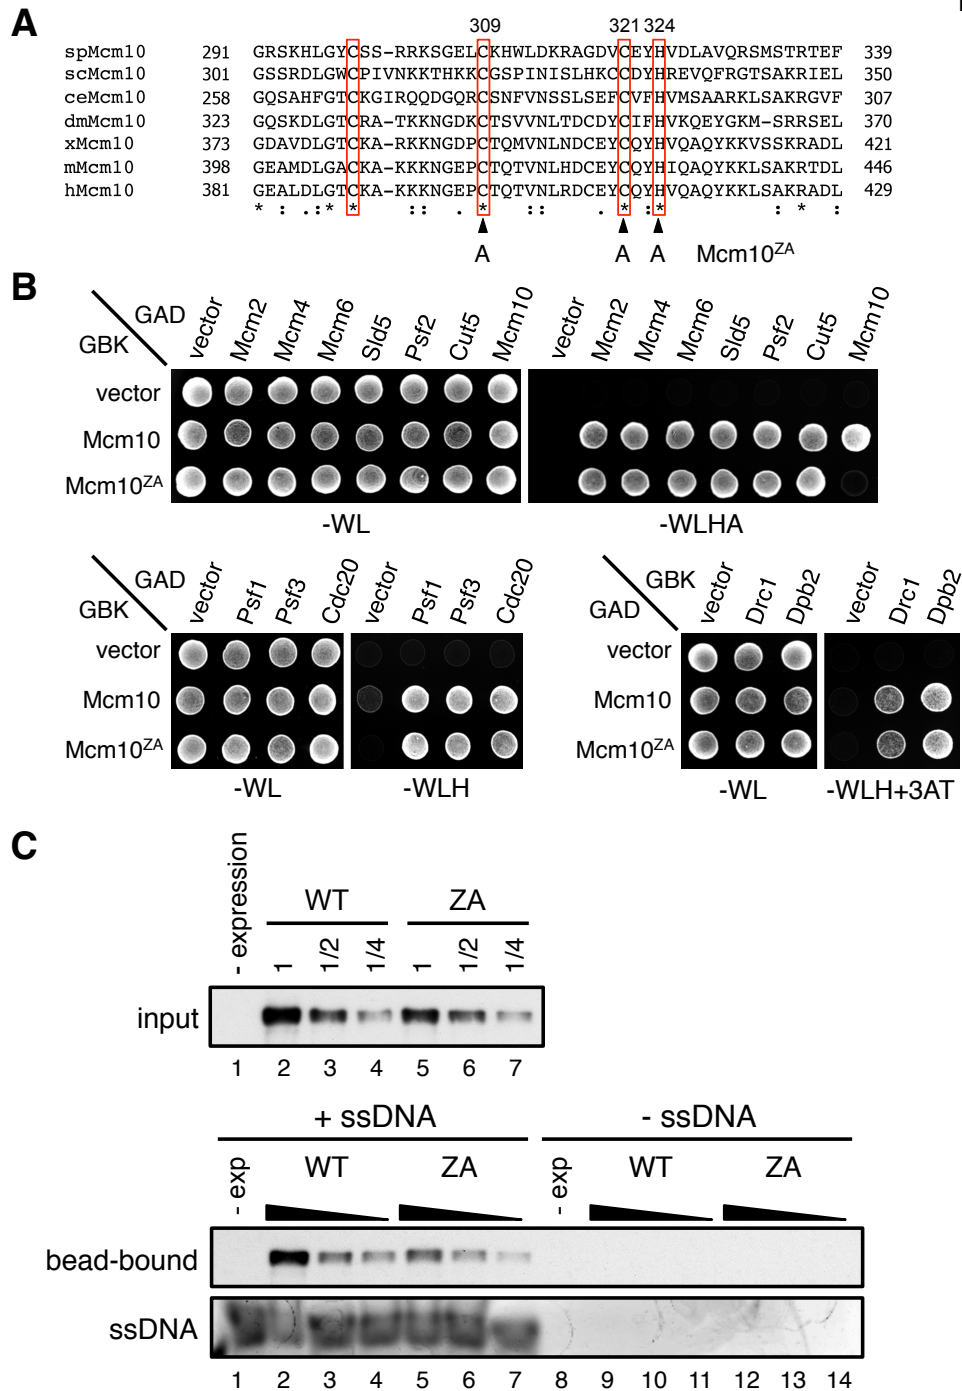 A
309 321 324
spMcm10 291 GRSKHLGYCSS-RRKSGELCKHWLDKRAGDVCEYHVDLAVQRSMSTRTEF 339
scMcm10 301 GSSRDLGWCPIVNKKTHKKCGSPINISLHKCCDYHREVQFRGTSAKRIEL 350
ceMcm10 258 GQSAHFGTCKGIRQQDGQRCSNFVNSSLSEFCVFHVMSAARKLSAKRGVF 307
dmMcm10 323 GQSKDLGTCRA-TKKNGDKCTSVVNLTDCDYCIFHVKQEYGKM-SRRSEL 370
xMcm10 373 GDAVDLGTCKA-RKKNGDPCTQMVNLNDCEYCQYHVQAQYKKVSSKRADL 421
mMcm10 398 GEAMDLGACKA-RKKNGEPCTQTVNLHDCEYCQYHIQAQYKKLSAKRTDL 446
hMcm10 381 GEALDLGTCKA-KKKNGEPCTQTVNLRDCEYCQYHVQAQYKKLSAKRADL 429
* : .:* * :: . * :: . * :* : * :
A A A Mcm10ZA
B
GAD vector Mcm2 Mcm4 Mcm6 Sld5 Psf2 Cut5 Mcm10 vector Mcm2 Mcm4 Mcm6 Sld5 Psf2 Cut5 Mcm10
GBK
vector
Mcm10
Mcm10ZA
-WL -WLHA
GAD vector Psf1 Psf3 Cdc20 vector Psf1 Psf3 Cdc20
GBK
vector
Mcm10
Mcm10ZA
-WL -WLH
GBK vector Drc1 Dpb2 vector Drc1 Dpb2
GAD
vector
Mcm10
Mcm10ZA
-WL -WLH+3AT
C
- expression WT ZA
1 1/2 1/4 1 1/2 1/4
input
1 2 3 4 5 6 7
+ ssDNA - ssDNA
- exp WT ZA - exp WT ZA
bead-bound
ssDNA
1 2 3 4 5 6 7 8 9 10 11 12 13 14